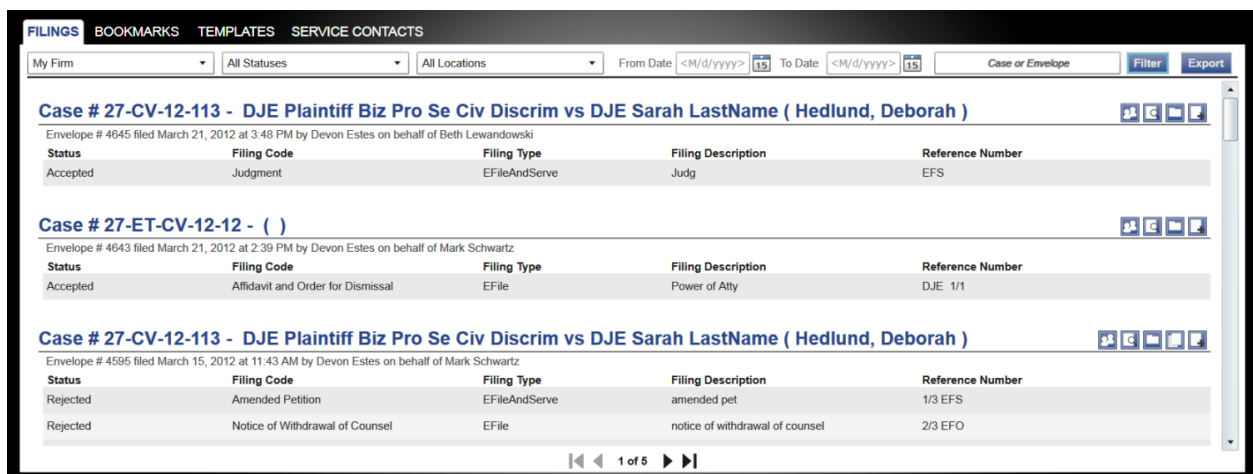 FILINGS BOOKMARKS TEMPLATES SERVICE CONTACTS
My Firm All Statuses All Locations From Date <M/d/yyyy> 15 To Date <M/d/yyyy> 15 Case or Envelope Filter Export
Case # 27-CV-12-113 - DJE Plaintiff Biz Pro Se Civ Discrim vs DJE Sarah LastName ( Hedlund, Deborah )
Envelope # 4645 filed March 21, 2012 at 3:48 PM by Devon Estes on behalf of Beth Lewandowski
Status Filing Code Filing Type Filing Description Reference Number
Accepted Judgment EFileAndServe Judg EFS
Case # 27-ET-CV-12-12 - ( )
Envelope # 4643 filed March 21, 2012 at 2:39 PM by Devon Estes on behalf of Mark Schwartz
Status Filing Code Filing Type Filing Description Reference Number
Accepted Affidavit and Order for Dismissal EFile Power of Atty DJE 1/1
Case # 27-CV-12-113 - DJE Plaintiff Biz Pro Se Civ Discrim vs DJE Sarah LastName ( Hedlund, Deborah )
Envelope # 4595 filed March 15, 2012 at 11:43 AM by Devon Estes on behalf of Mark Schwartz
Status Filing Code Filing Type Filing Description Reference Number
Rejected Amended Petition EFileAndServe amended pet 1/3 EFS
Rejected Notice of Withdrawal of Counsel EFile notice of withdrawal of counsel 2/3 EFO
1 of 5